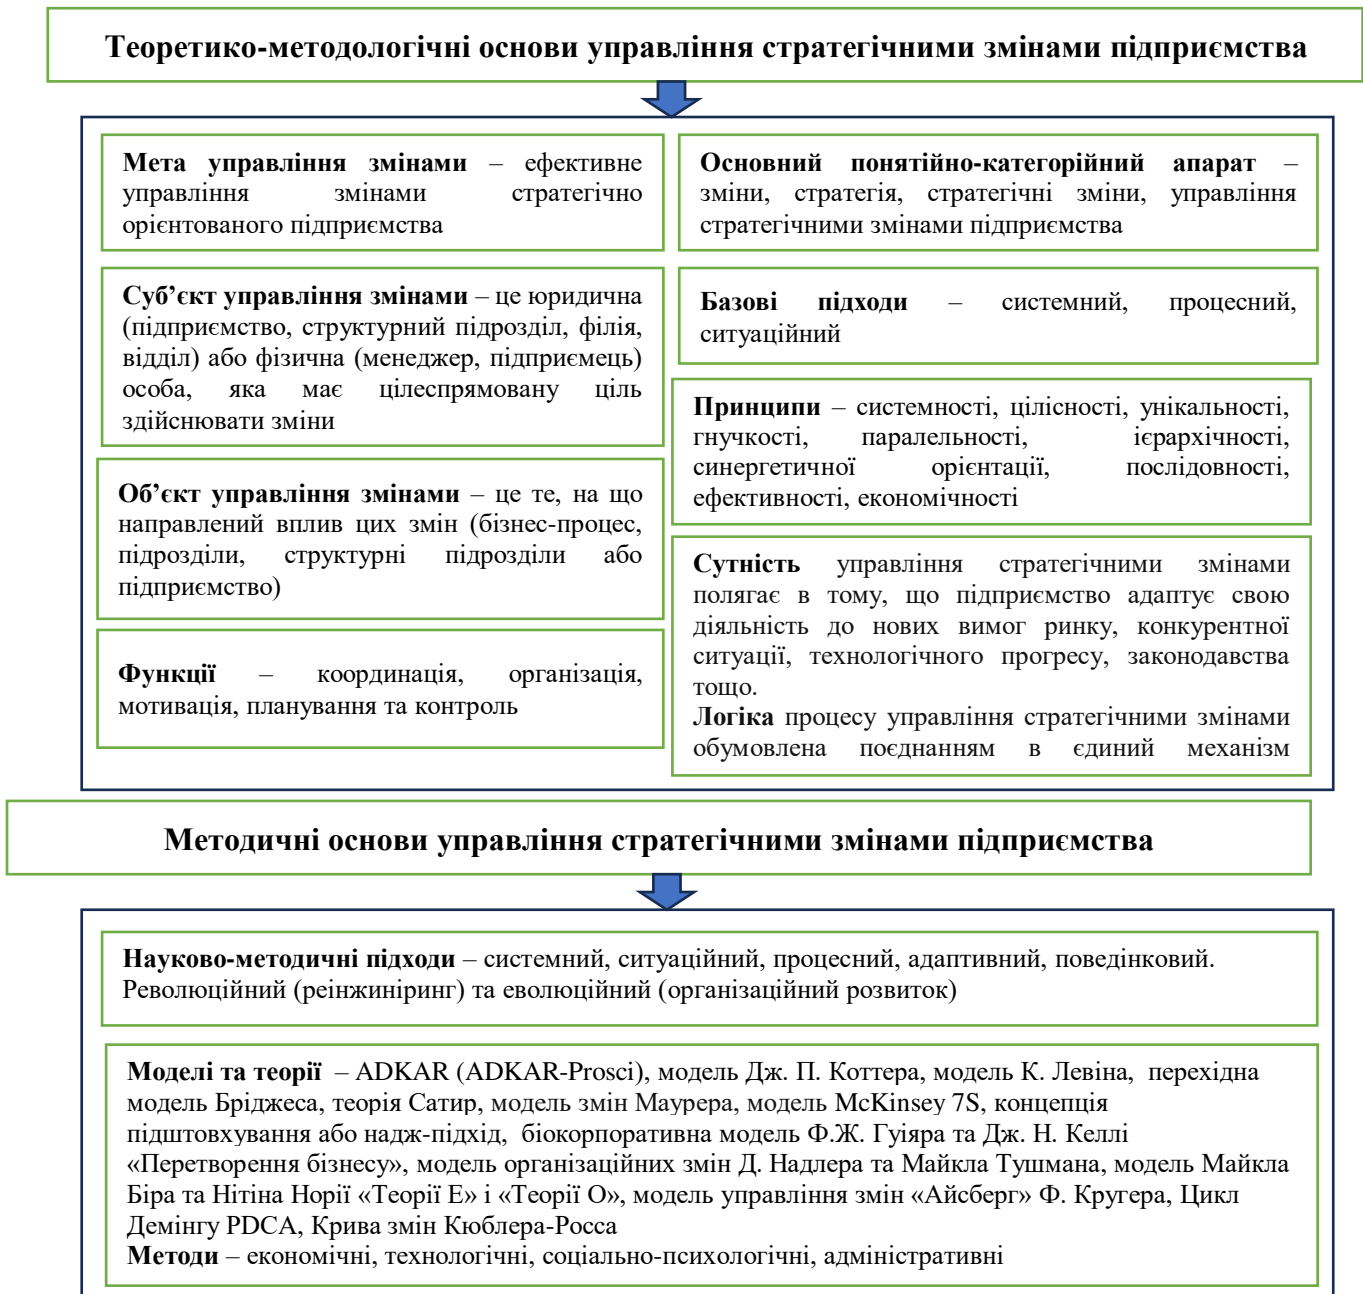 Теоретико-методологічні основи управління стратегічними змінами підприємства
Мета управління змінами – ефективне
управління змінами стратегічно
орієнтованого підприємства
Суб’єкт управління змінами – це юридична
(підприємство, структурний підрозділ, філія,
відділ) або фізична (менеджер, підприємець)
особа, яка має цілеспрямовану ціль
здійснювати зміни
Об’єкт управління змінами – це те, на що
направлений вплив цих змін (бізнес-процес,
підрозділи, структурні підрозділи або
підприємство)
Функції – координація, організація,
мотивація, планування та контроль
Основний понятійно-категорійний апарат –
зміни, стратегія, стратегічні зміни, управління
стратегічними змінами підприємства
Базові підходи – системний, процесний,
ситуаційний
Принципи – системності, цілісності, унікальності,
гнучкості, паралельності, ієрархічності,
синергетичної орієнтації, послідовності,
ефективності, економічності
Сутність управління стратегічними змінами
полягає в тому, що підприємство адаптує свою
діяльність до нових вимог ринку, конкурентної
ситуації, технологічного прогресу, законодавства
тощо.
Логіка процесу управління стратегічними змінами
обумовлена поєднанням в єдиний механізм
Методичні основи управління стратегічними змінами підприємства
Науково-методичні підходи – системний, ситуаційний, процесний, адаптивний, поведінковий.
Революційний (реінжиніринг) та еволюційний (організаційний розвиток)
Моделі та теорії – ADKAR (ADKAR-Prosci), модель Дж. П. Коттера, модель К. Левіна, перехідна
модель Бріджеса, теорія Сатир, модель змін Маурера, модель McKinsey 7S, концепція
підштовхування або надж-підхід, біокорпоративна модель Ф.Ж. Гуіяра та Дж. Н. Келлі
«Перетворення бізнесу», модель організаційних змін Д. Надлера та Майкла Тушмана, модель Майкла
Біра та Нітіна Норії «Теорії Е» і «Теорії О», модель управління змін «Айсберг» Ф. Кругера, Цикл
Демінгу PDCA, Крива змін Кюблера-Росса
Методи – економічні, технологічні, соціально-психологічні, адміністративні